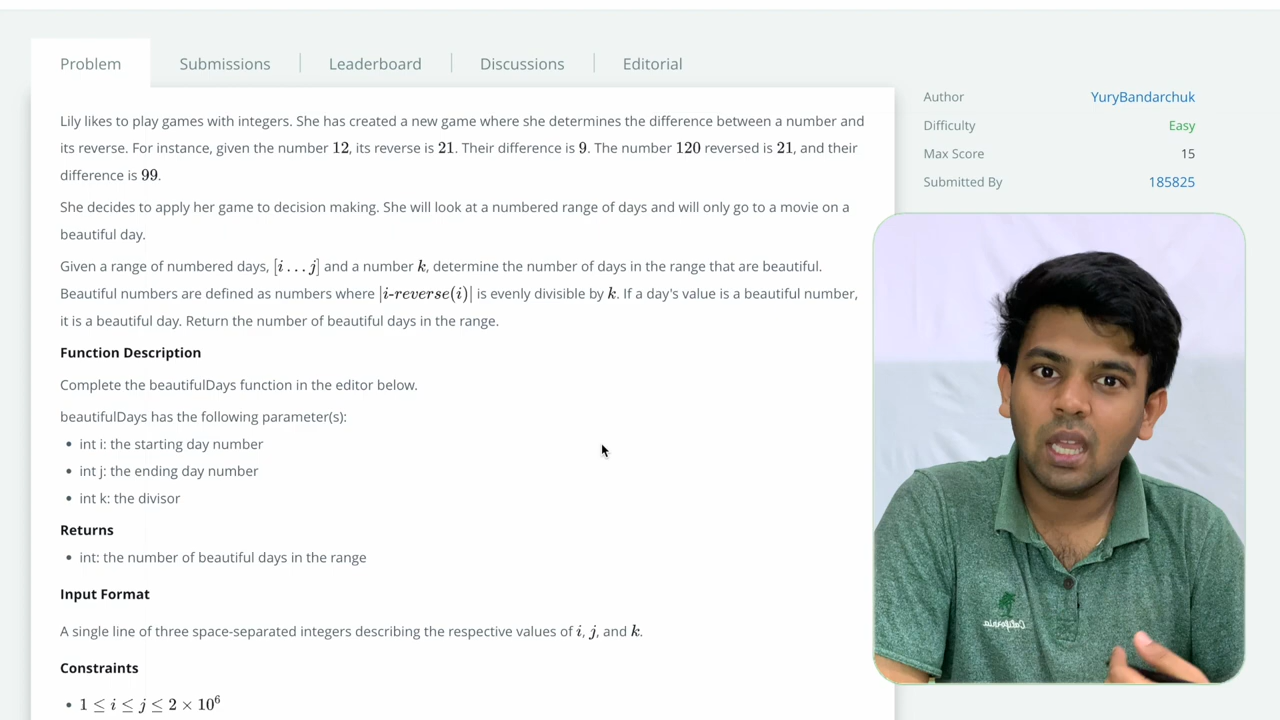 Problem
Submissions
Leaderboard
Discussions
Editorial
Lily likes to play games with integers. She has created a new game where she determines the difference between a number and
its reverse. For instance, given the number 12, its reverse is 21. Their difference is 9. The number 120 reversed is 21, and their
difference is 99.
She decides to apply her game to decision making. She will look at a numbered range of days and will only go to a movie on a
beautiful day.
Given a range of numbered days, [i . . . j] and a number k, determine the number of days in the range that are beautiful.
Beautiful numbers are defined as numbers where |i-reverse(i)| is evenly divisible by k. If a day's value is a beautiful number,
it is a beautiful day. Return the number of beautiful days in the range.
Function Description
Complete the beautifulDays function in the editor below.
beautifulDays has the following parameter(s):
• int i: the starting day number
• int j: the ending day number
• int k: the divisor
Returns
• int: the number of beautiful days in the range
Input Format
A single line of three space-separated integers describing the respective values of i, j, and k.
Constraints
• 1 ≤ i ≤ j ≤ 2 × 10⁶
Author YuryBandarchuk
Difficulty Easy
Max Score 15
Submitted By 185825
California